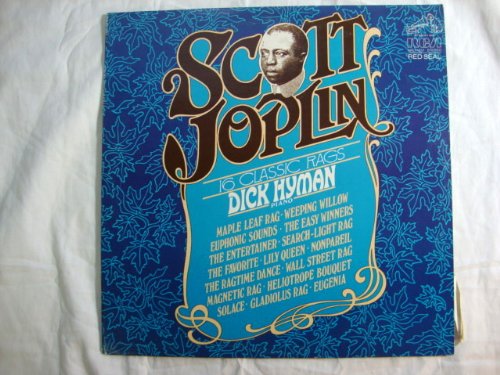 SCOTT
JOPLIN
RCA
RED SEAL
16 CLASSIC RAGS
DICK HYMAN
PIANO
MAPLE LEAF RAG · WEEPING WILLOW
EUPHONIC SOUNDS · THE EASY WINNERS
THE ENTERTAINER · SEARCH-LIGHT RAG
THE FAVORITE · LILY QUEEN · NONPAREIL
THE RAGTIME DANCE · WALL STREET RAG
MAGNETIC RAG · HELIOTROPE BOUQUET
SOLACE · GLADIOLUS RAG · EUGENIA